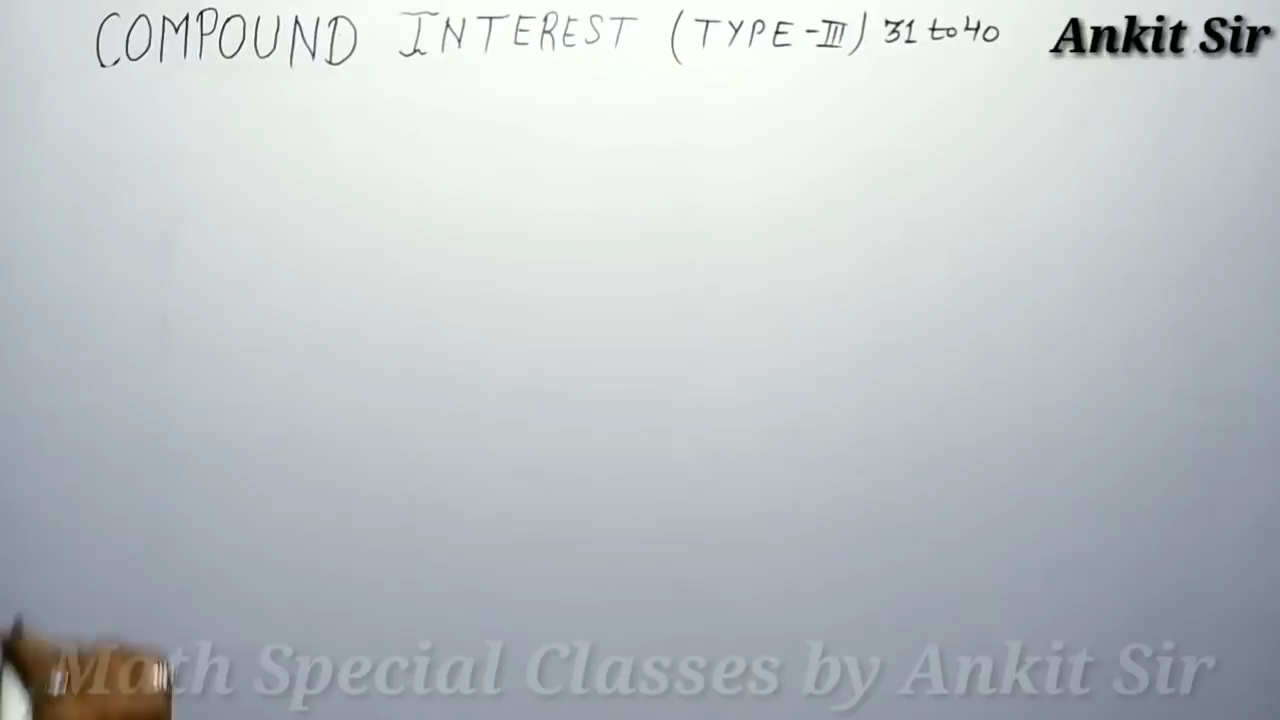 COMPOUND INTEREST (TYPE-III) 31 to 40 Ankit Sir
Math Special Classes by Ankit Sir